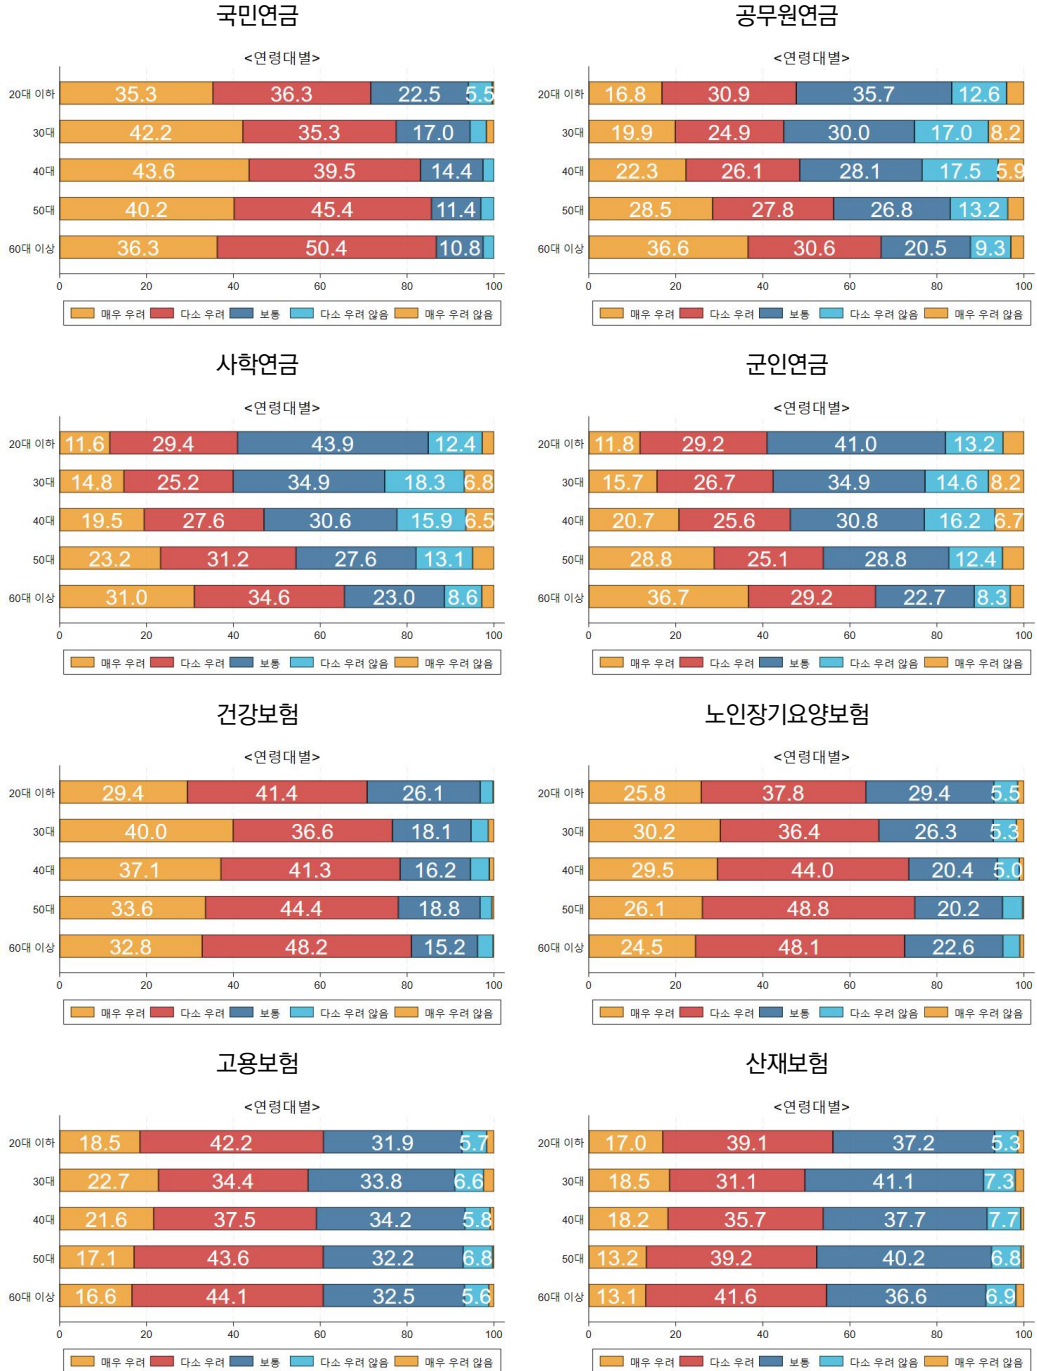 국민연금
<연령대별>
20대 이하 35.3 36.3 22.5 5.5
30대 42.2 35.3 17.0
40대 43.6 39.5 14.4
50대 40.2 45.4 11.4
60대 이상 36.3 50.4 10.8
0 20 40 60 80 100
매우 우려 다소 우려 보통 다소 우려 않음 매우 우려 않음
공무원연금
<연령대별>
20대 이하 16.8 30.9 35.7 12.6
30대 19.9 24.9 30.0 17.0 8.2
40대 22.3 26.1 28.1 17.5 5.9
50대 28.5 27.8 26.8 13.2
60대 이상 36.6 30.6 20.5 9.3
0 20 40 60 80 100
매우 우려 다소 우려 보통 다소 우려 않음 매우 우려 않음
사학연금
<연령대별>
20대 이하 11.6 29.4 43.9 12.4
30대 14.8 25.2 34.9 18.3 6.8
40대 19.5 27.6 30.6 15.9 6.5
50대 23.2 31.2 27.6 13.1
60대 이상 31.0 34.6 23.0 8.6
0 20 40 60 80 100
매우 우려 다소 우려 보통 다소 우려 않음 매우 우려 않음
군인연금
<연령대별>
20대 이하 11.8 29.2 41.0 13.2
30대 15.7 26.7 34.9 14.6 8.2
40대 20.7 25.6 30.8 16.2 6.7
50대 28.8 25.1 28.8 12.4
60대 이상 36.7 29.2 22.7 8.3
0 20 40 60 80 100
매우 우려 다소 우려 보통 다소 우려 않음 매우 우려 않음
건강보험
<연령대별>
20대 이하 29.4 41.4 26.1
30대 40.0 36.6 18.1
40대 37.1 41.3 16.2
50대 33.6 44.4 18.8
60대 이상 32.8 48.2 15.2
0 20 40 60 80 100
매우 우려 다소 우려 보통 다소 우려 않음 매우 우려 않음
노인장기요양보험
<연령대별>
20대 이하 25.8 37.8 29.4 5.5
30대 30.2 36.4 26.3 5.3
40대 29.5 44.0 20.4 5.0
50대 26.1 48.8 20.2
60대 이상 24.5 48.1 22.6
0 20 40 60 80 100
매우 우려 다소 우려 보통 다소 우려 않음 매우 우려 않음
고용보험
<연령대별>
20대 이하 18.5 42.2 31.9 5.7
30대 22.7 34.4 33.8 6.6
40대 21.6 37.5 34.2 5.8
50대 17.1 43.6 32.2 6.8
60대 이상 16.6 44.1 32.5 5.6
0 20 40 60 80 100
매우 우려 다소 우려 보통 다소 우려 않음 매우 우려 않음
산재보험
<연령대별>
20대 이하 17.0 39.1 37.2 5.3
30대 18.5 31.1 41.1 7.3
40대 18.2 35.7 37.7 7.7
50대 13.2 39.2 40.2 6.8
60대 이상 13.1 41.6 36.6 6.9
0 20 40 60 80 100
매우 우려 다소 우려 보통 다소 우려 않음 매우 우려 않음